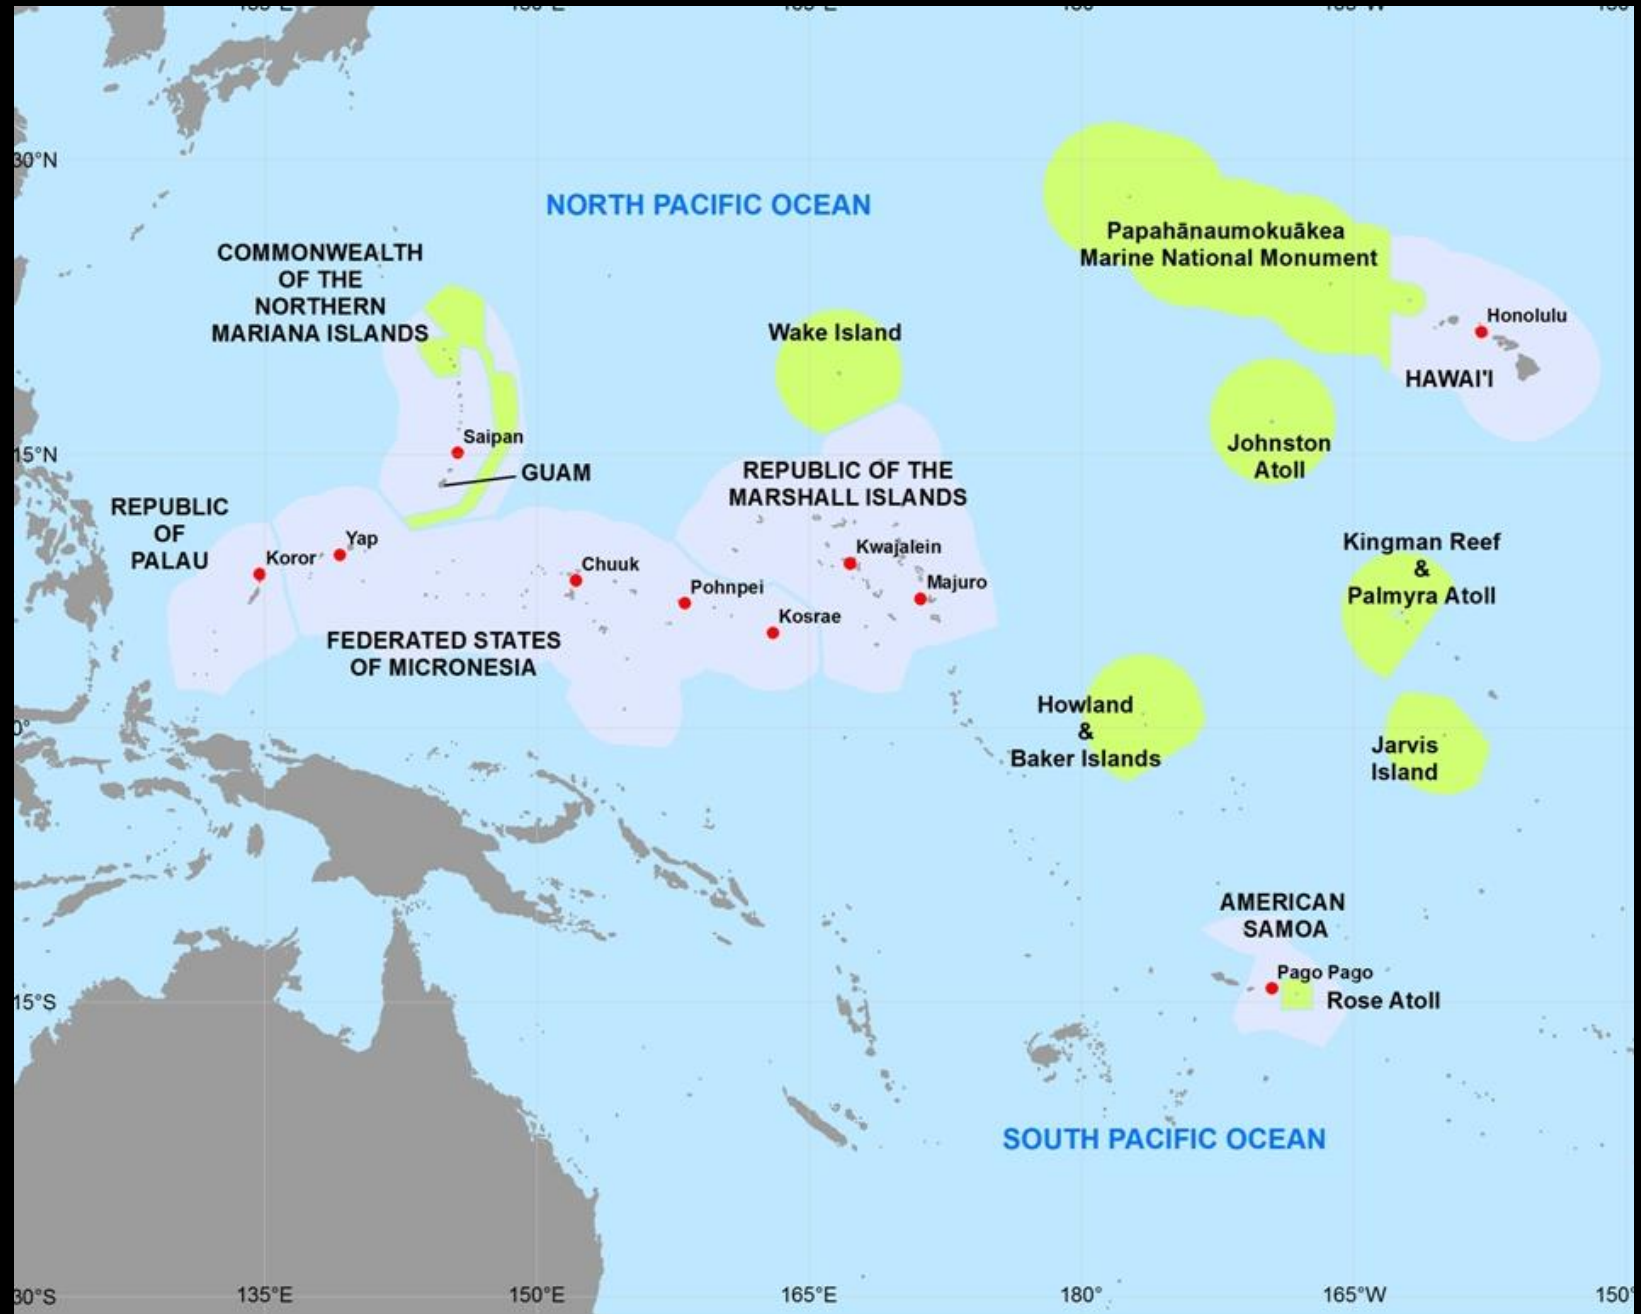 30°N
NORTH PACIFIC OCEAN
Papahānaumokuākea
Marine National Monument
COMMONWEALTH
OF THE
NORTHERN
MARIANA ISLANDS
Wake Island
Honolulu
HAWAI'I
Saipan
15°N
GUAM
Johnston
Atoll
REPUBLIC OF THE
MARSHALL ISLANDS
REPUBLIC
OF
PALAU
Koror
Yap
Chuuk
Pohnpei
Kosrae
Kwajalein
Majuro
Kingman Reef
&
Palmyra Atoll
FEDERATED STATES
OF MICRONESIA
Howland
&
Baker Islands
Jarvis
Island
0°
AMERICAN
SAMOA
Pago Pago
Rose Atoll
15°S
SOUTH PACIFIC OCEAN
30°S
135°E
150°E
165°E
180°
165°W
150°